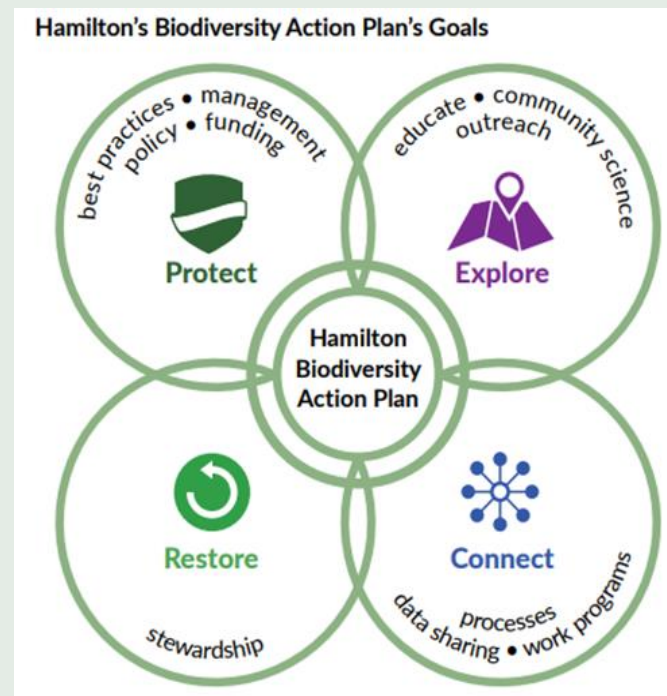 Hamilton's Biodiversity Action Plan's Goals
best practices • management
policy • funding
Protect
educate • community science
outreach
Explore
Hamilton
Biodiversity
Action Plan
Restore
stewardship
Connect
processes
data sharing • work programs